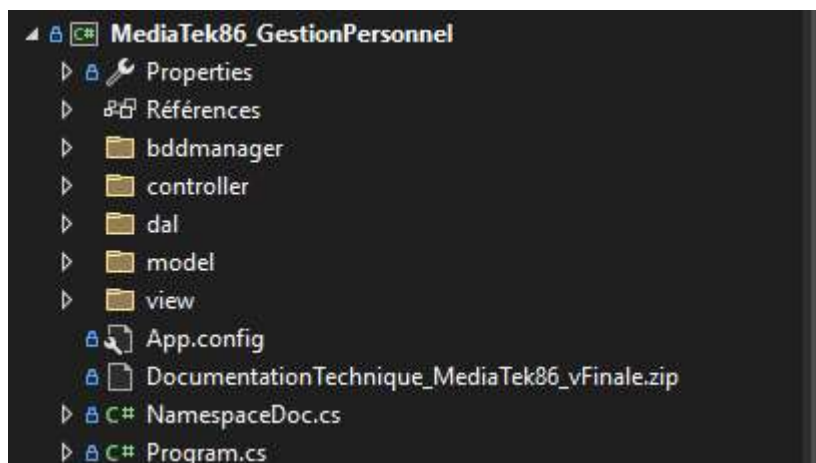 C# MediaTek86_GestionPersonnel
Properties
Références
bddmanager
controller
dal
model
view
App.config
DocumentationTechnique_MediaTek86_vFinale.zip
C# NamespaceDoc.cs
C# Program.cs